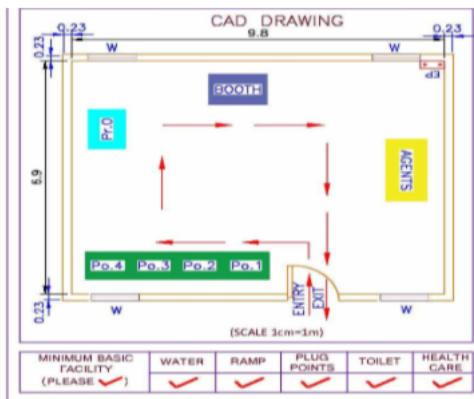 CAD DRAWING
0.23 9.8 0.23
0.23 W W
BOOTH
Pr.O
6.9
AGENTS
Po.4 Po.3 Po.2 Po.1
0.23
W ENTRY EXIT W
(SCALE 1cm=1m)
MINIMUM BASIC FACILITY (PLEASE ✓)
WATER
RAMP
PLUG POINTS
TOILET
HEALTH CARE